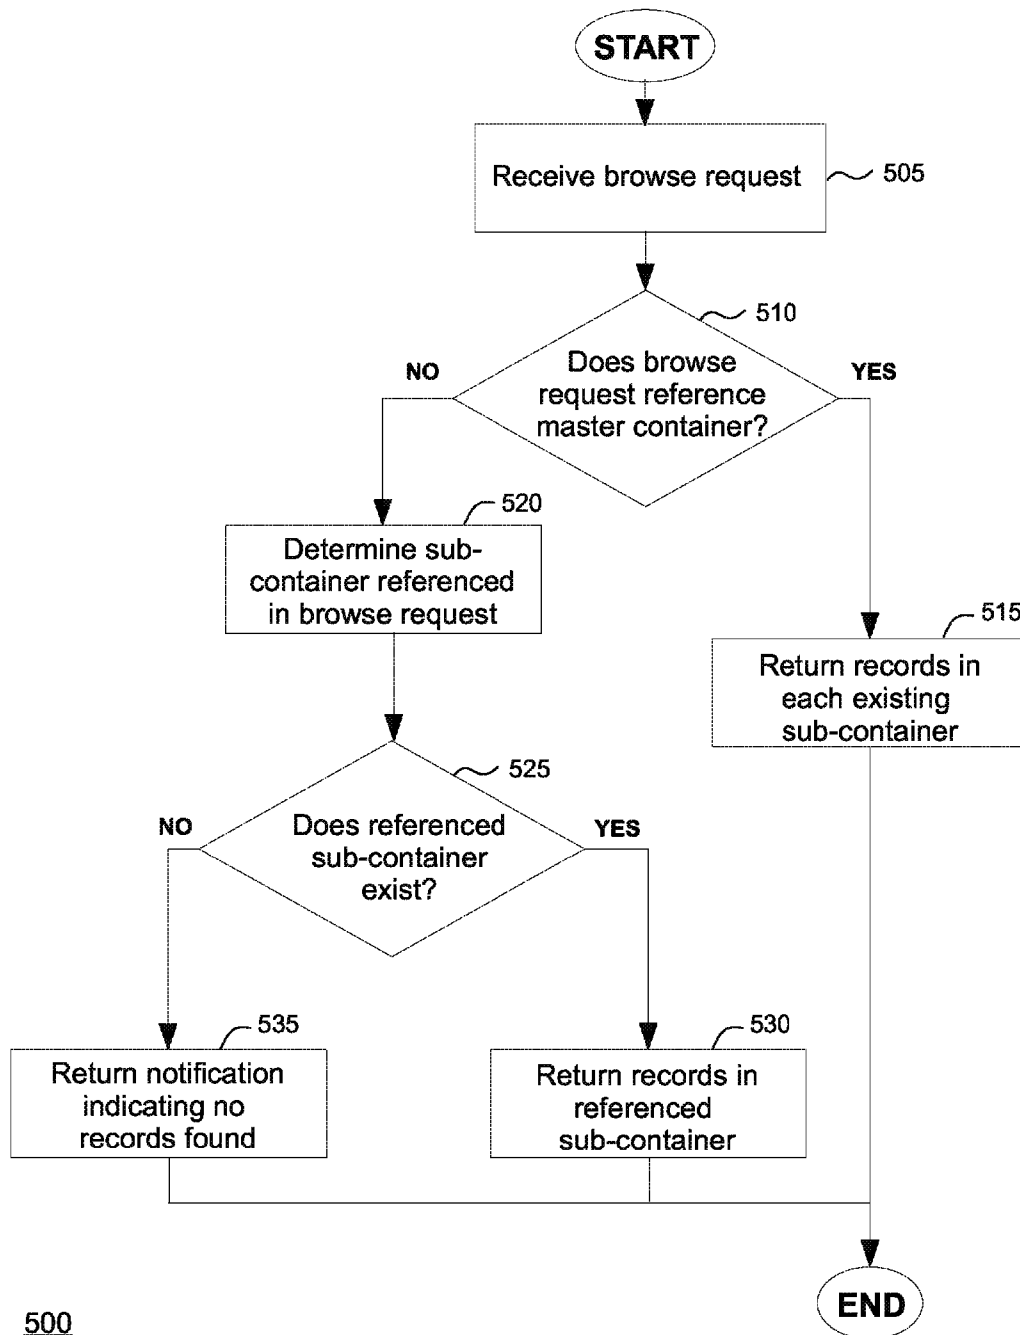 START
Receive browse request
505
510
Does browse
request reference
master container?
NO
YES
520
Determine sub-
container referenced
in browse request
515
Return records in
each existing
sub-container
525
Does referenced
sub-container
exist?
NO
YES
535
Return notification
indicating no
records found
530
Return records in
referenced
sub-container
END
500